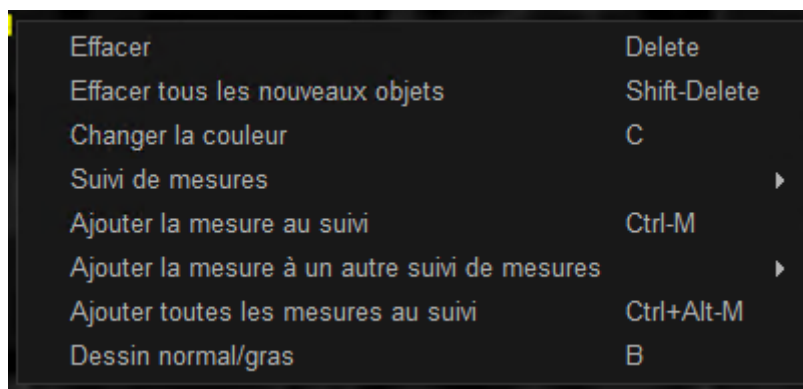 Effacer Delete
Effacer tous les nouveaux objets Shift-Delete
Changer la couleur C
Suivi de mesures
Ajouter la mesure au suivi Ctrl-M
Ajouter la mesure à un autre suivi de mesures
Ajouter toutes les mesures au suivi Ctrl+Alt-M
Dessin normal/gras B